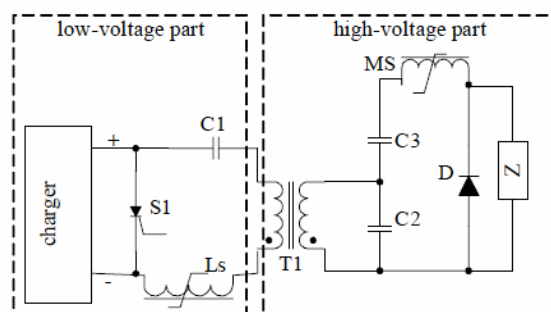 low-voltage part
high-voltage part
MS
C1
+
C3
charger
S1
D
Z
C2
Ls
T1
-